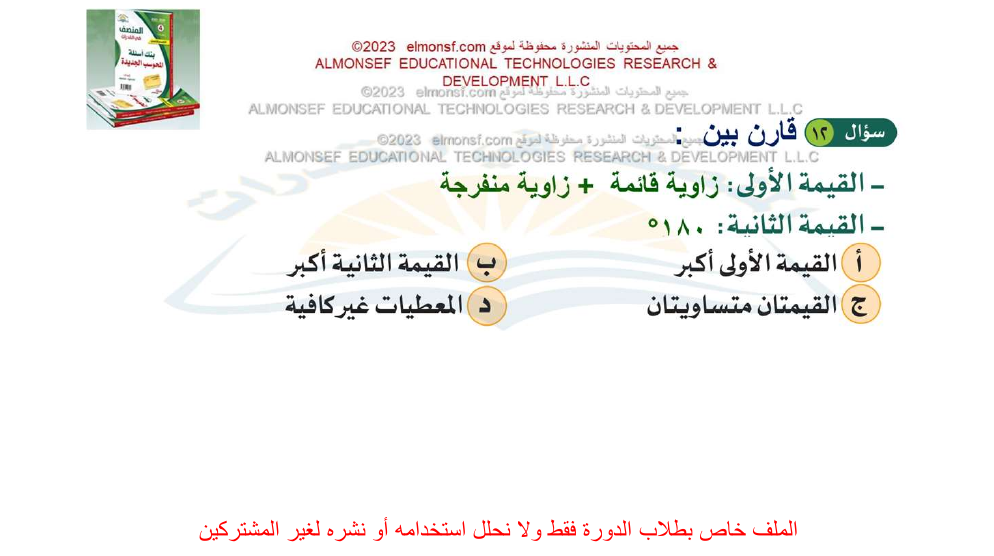 المنصف
بنك أسئلة
المحوسب الجديدة
جميع المحتويات المنشورة محفوظة لموقع elmonsf.com ©2023
ALMONSEF EDUCATIONAL TECHNOLOGIES RESEARCH &
DEVELOPMENT L.L.C
جميع المحتويات المنشورة محفوظة لموقع elmonsf.com ©2023
ALMONSEF EDUCATIONAL TECHNOLOGIES RESEARCH & DEVELOPMENT L.L.C
سؤال ١٢ قارن بين :
جميع المحتويات المنشورة محفوظة لموقع elmonsf.com ©2023
ALMONSEF EDUCATIONAL TECHNOLOGIES RESEARCH & DEVELOPMENT L.L.C
- القيمة الأولى: زاوية قائمة + زاوية منفرجة
- القيمة الثانية: ١٨٠°
أ القيمة الأولى أكبر ب القيمة الثانية أكبر
ج القيمتان متساويتان د المعطيات غير كافية
الملف خاص بطلاب الدورة فقط ولا نحلل استخدامه أو نشره لغير المشتركين